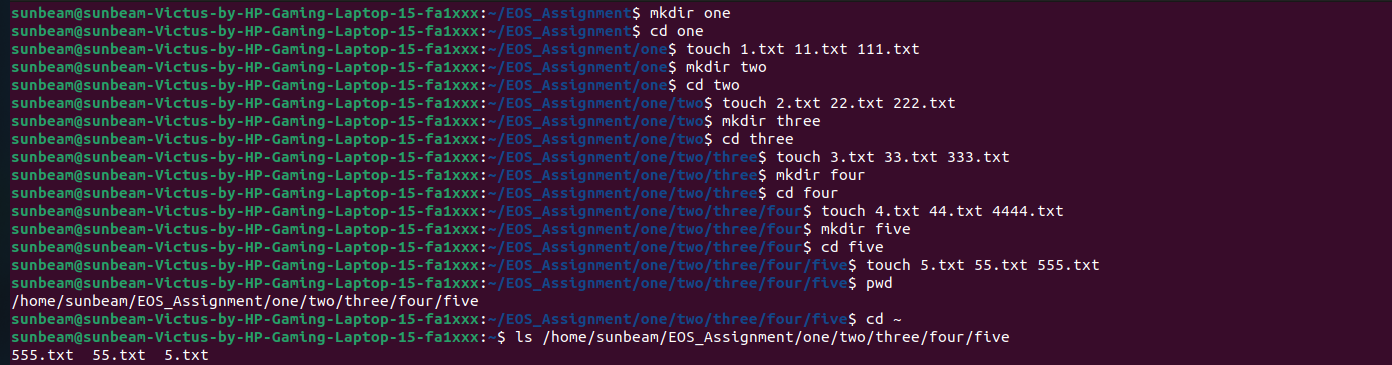 sunbeam@sunbeam-Victus-by-HP-Gaming-Laptop-15-fa1xxx:~/EOS_Assignment$ mkdir one
sunbeam@sunbeam-Victus-by-HP-Gaming-Laptop-15-fa1xxx:~/EOS_Assignment$ cd one
sunbeam@sunbeam-Victus-by-HP-Gaming-Laptop-15-fa1xxx:~/EOS_Assignment/one$ touch 1.txt 11.txt 111.txt
sunbeam@sunbeam-Victus-by-HP-Gaming-Laptop-15-fa1xxx:~/EOS_Assignment/one$ mkdir two
sunbeam@sunbeam-Victus-by-HP-Gaming-Laptop-15-fa1xxx:~/EOS_Assignment/one$ cd two
sunbeam@sunbeam-Victus-by-HP-Gaming-Laptop-15-fa1xxx:~/EOS_Assignment/one/two$ touch 2.txt 22.txt 222.txt
sunbeam@sunbeam-Victus-by-HP-Gaming-Laptop-15-fa1xxx:~/EOS_Assignment/one/two$ mkdir three
sunbeam@sunbeam-Victus-by-HP-Gaming-Laptop-15-fa1xxx:~/EOS_Assignment/one/two$ cd three
sunbeam@sunbeam-Victus-by-HP-Gaming-Laptop-15-fa1xxx:~/EOS_Assignment/one/two/three$ touch 3.txt 33.txt 333.txt
sunbeam@sunbeam-Victus-by-HP-Gaming-Laptop-15-fa1xxx:~/EOS_Assignment/one/two/three$ mkdir four
sunbeam@sunbeam-Victus-by-HP-Gaming-Laptop-15-fa1xxx:~/EOS_Assignment/one/two/three$ cd four
sunbeam@sunbeam-Victus-by-HP-Gaming-Laptop-15-fa1xxx:~/EOS_Assignment/one/two/three/four$ touch 4.txt 44.txt 4444.txt
sunbeam@sunbeam-Victus-by-HP-Gaming-Laptop-15-fa1xxx:~/EOS_Assignment/one/two/three/four$ mkdir five
sunbeam@sunbeam-Victus-by-HP-Gaming-Laptop-15-fa1xxx:~/EOS_Assignment/one/two/three/four$ cd five
sunbeam@sunbeam-Victus-by-HP-Gaming-Laptop-15-fa1xxx:~/EOS_Assignment/one/two/three/four/five$ touch 5.txt 55.txt 555.txt
sunbeam@sunbeam-Victus-by-HP-Gaming-Laptop-15-fa1xxx:~/EOS_Assignment/one/two/three/four/five$ pwd
/home/sunbeam/EOS_Assignment/one/two/three/four/five
sunbeam@sunbeam-Victus-by-HP-Gaming-Laptop-15-fa1xxx:~/EOS_Assignment/one/two/three/four/five$ cd ~
sunbeam@sunbeam-Victus-by-HP-Gaming-Laptop-15-fa1xxx:~$ ls /home/sunbeam/EOS_Assignment/one/two/three/four/five
555.txt  55.txt  5.txt